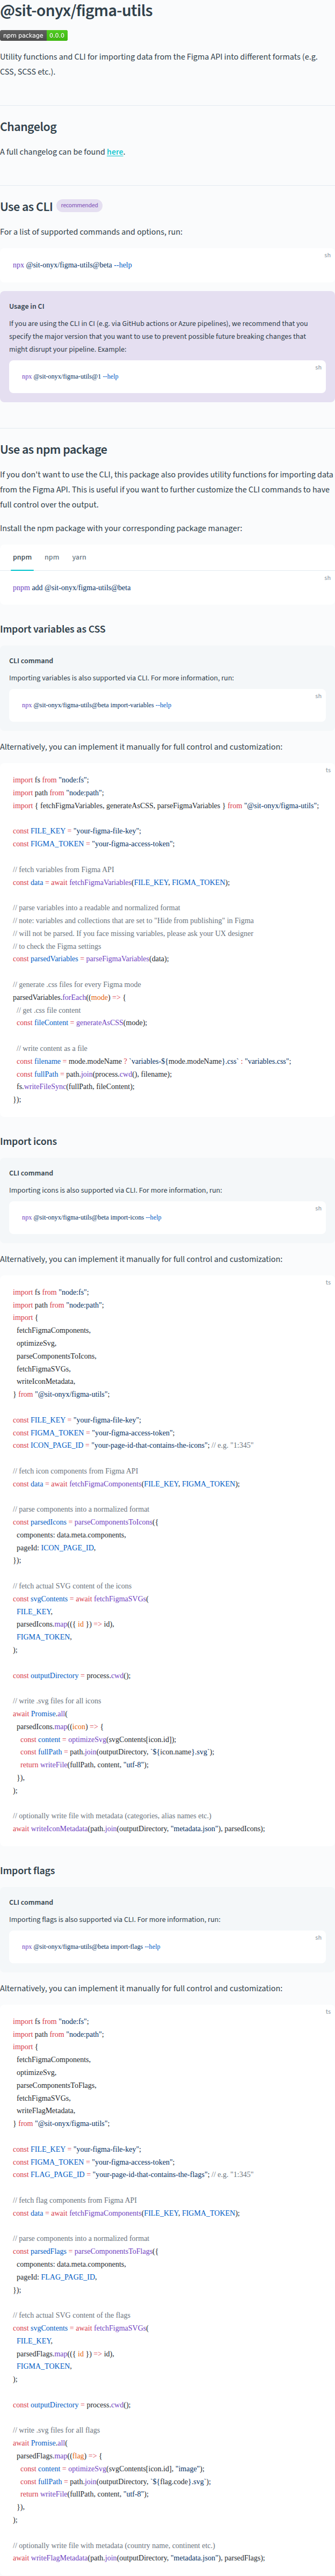 @sit-onyx/figma-utils
npm package 0.0.0
Utility functions and CLI for importing data from the Figma API into different formats (e.g.
CSS, SCSS etc.).
Changelog
A full changelog can be found here.
Use as CLI recommended
For a list of supported commands and options, run:
sh
npx @sit-onyx/figma-utils@beta --help
Usage in CI
If you are using the CLI in CI (e.g. via GitHub actions or Azure pipelines), we recommend that you
specify the major version that you want to use to prevent possible future breaking changes that
might disrupt your pipeline. Example:
sh
npx @sit-onyx/figma-utils@1 --help
Use as npm package
If you don't want to use the CLI, this package also provides utility functions for importing data
from the Figma API. This is useful if you want to further customize the CLI commands to have
full control over the output.
Install the npm package with your corresponding package manager:
pnpm npm yarn
sh
pnpm add @sit-onyx/figma-utils@beta
Import variables as CSS
CLI command
Importing variables is also supported via CLI. For more information, run:
sh
npx @sit-onyx/figma-utils@beta import-variables --help
Alternatively, you can implement it manually for full control and customization:
ts
import fs from "node:fs";
import path from "node:path";
import { fetchFigmaVariables, generateAsCSS, parseFigmaVariables } from "@sit-onyx/figma-utils";

const FILE_KEY = "your-figma-file-key";
const FIGMA_TOKEN = "your-figma-access-token";

// fetch variables from Figma API
const data = await fetchFigmaVariables(FILE_KEY, FIGMA_TOKEN);

// parse variables into a readable and normalized format
// note: variables and collections that are set to "Hide from publishing" in Figma
// will not be parsed. If you face missing variables, please ask your UX designer
// to check the Figma settings
const parsedVariables = parseFigmaVariables(data);

// generate .css files for every Figma mode
parsedVariables.forEach((mode) => {
  // get .css file content
  const fileContent = generateAsCSS(mode);

  // write content as a file
  const filename = mode.modeName ? `variables-${mode.modeName}.css` : "variables.css";
  const fullPath = path.join(process.cwd(), filename);
  fs.writeFileSync(fullPath, fileContent);
});
Import icons
CLI command
Importing icons is also supported via CLI. For more information, run:
sh
npx @sit-onyx/figma-utils@beta import-icons --help
Alternatively, you can implement it manually for full control and customization:
ts
import fs from "node:fs";
import path from "node:path";
import {
  fetchFigmaComponents,
  optimizeSvg,
  parseComponentsToIcons,
  fetchFigmaSVGs,
  writeIconMetadata,
} from "@sit-onyx/figma-utils";

const FILE_KEY = "your-figma-file-key";
const FIGMA_TOKEN = "your-figma-access-token";
const ICON_PAGE_ID = "your-page-id-that-contains-the-icons"; // e.g. "1:345"

// fetch icon components from Figma API
const data = await fetchFigmaComponents(FILE_KEY, FIGMA_TOKEN);

// parse components into a normalized format
const parsedIcons = parseComponentsToIcons({
  components: data.meta.components,
  pageId: ICON_PAGE_ID,
});

// fetch actual SVG content of the icons
const svgContents = await fetchFigmaSVGs(
  FILE_KEY,
  parsedIcons.map(({ id }) => id),
  FIGMA_TOKEN,
);

const outputDirectory = process.cwd();

// write .svg files for all icons
await Promise.all(
  parsedIcons.map((icon) => {
    const content = optimizeSvg(svgContents[icon.id]);
    const fullPath = path.join(outputDirectory, `${icon.name}.svg`);
    return writeFile(fullPath, content, "utf-8");
  }),
);

// optionally write file with metadata (categories, alias names etc.)
await writeIconMetadata(path.join(outputDirectory, "metadata.json"), parsedIcons);
Import flags
CLI command
Importing flags is also supported via CLI. For more information, run:
sh
npx @sit-onyx/figma-utils@beta import-flags --help
Alternatively, you can implement it manually for full control and customization:
ts
import fs from "node:fs";
import path from "node:path";
import {
  fetchFigmaComponents,
  optimizeSvg,
  parseComponentsToFlags,
  fetchFigmaSVGs,
  writeFlagMetadata,
} from "@sit-onyx/figma-utils";

const FILE_KEY = "your-figma-file-key";
const FIGMA_TOKEN = "your-figma-access-token";
const FLAG_PAGE_ID = "your-page-id-that-contains-the-flags"; // e.g. "1:345"

// fetch flag components from Figma API
const data = await fetchFigmaComponents(FILE_KEY, FIGMA_TOKEN);

// parse components into a normalized format
const parsedFlags = parseComponentsToFlags({
  components: data.meta.components,
  pageId: FLAG_PAGE_ID,
});

// fetch actual SVG content of the flags
const svgContents = await fetchFigmaSVGs(
  FILE_KEY,
  parsedFlags.map(({ id }) => id),
  FIGMA_TOKEN,
);

const outputDirectory = process.cwd();

// write .svg files for all flags
await Promise.all(
  parsedFlags.map((flag) => {
    const content = optimizeSvg(svgContents[icon.id], "image");
    const fullPath = path.join(outputDirectory, `${flag.code}.svg`);
    return writeFile(fullPath, content, "utf-8");
  }),
);

// optionally write file with metadata (country name, continent etc.)
await writeFlagMetadata(path.join(outputDirectory, "metadata.json"), parsedFlags);